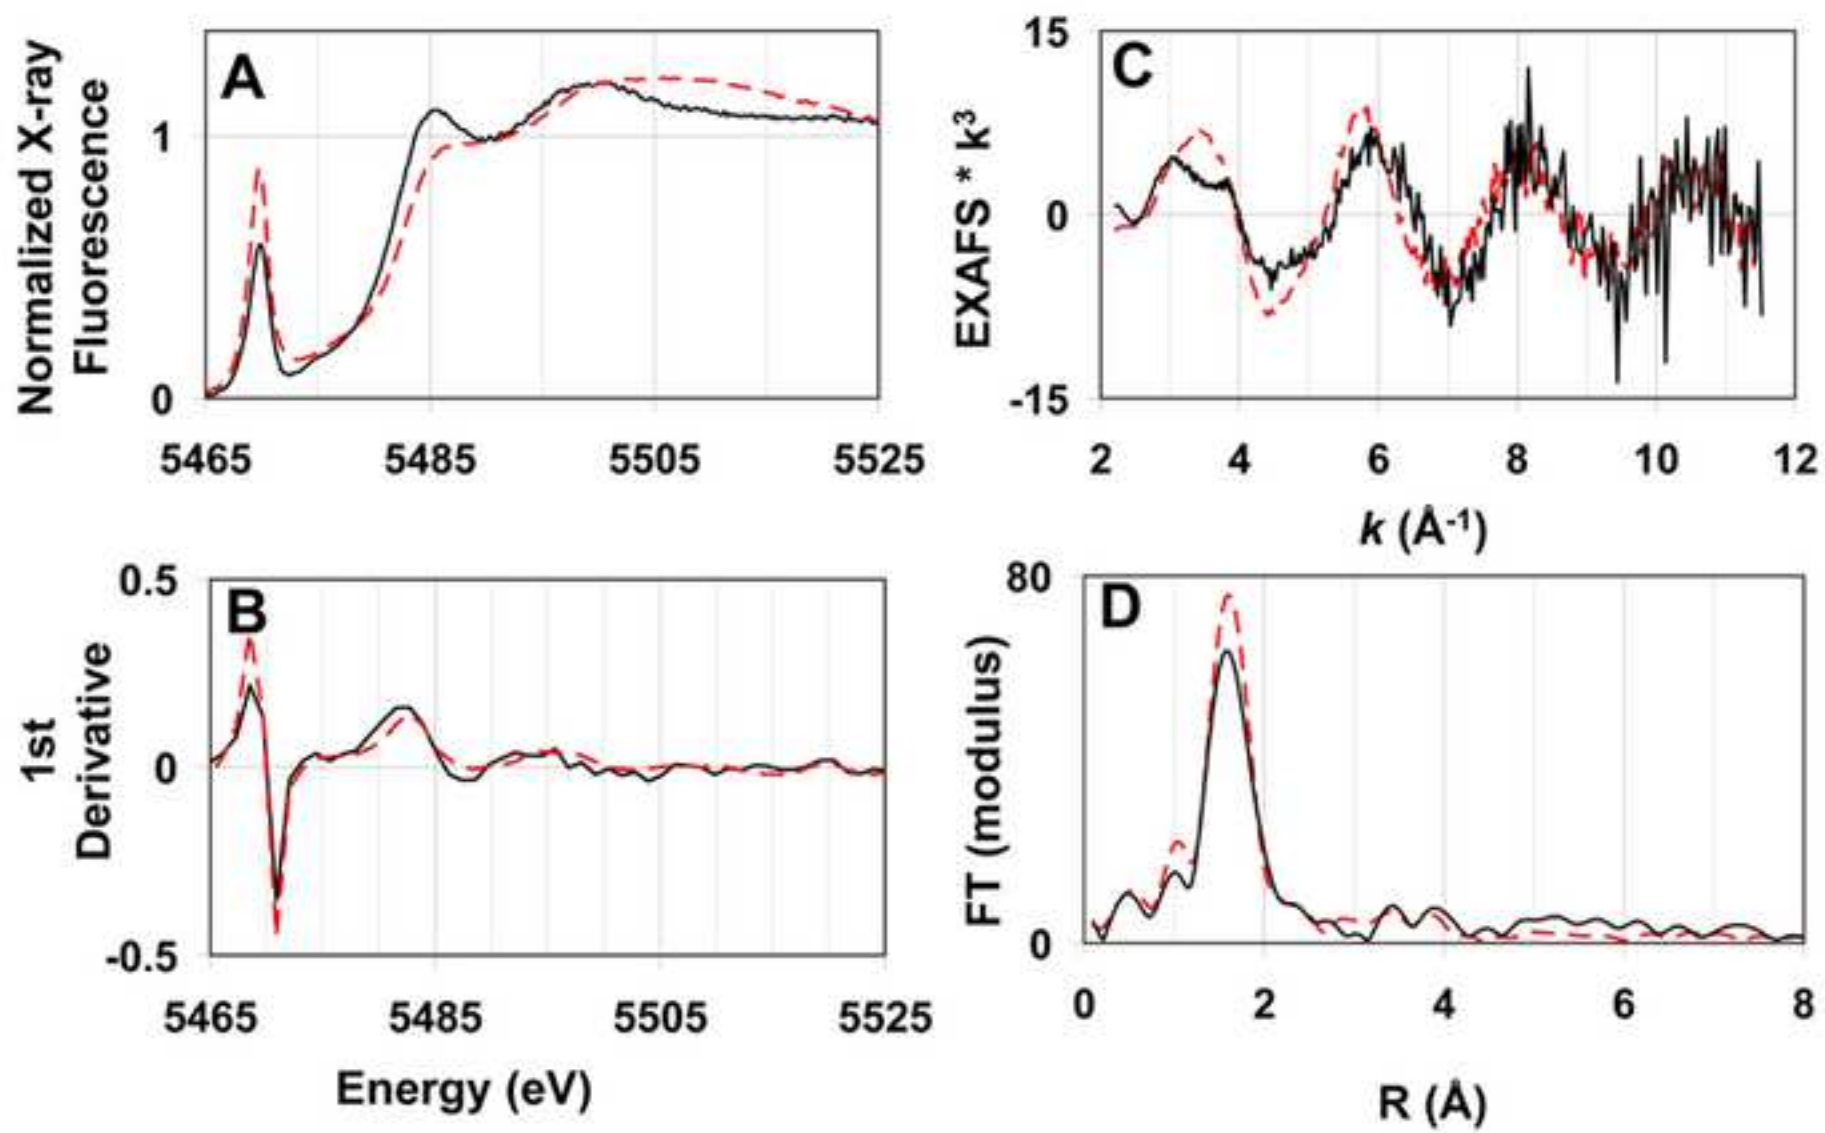 A
Normalized X-ray
Fluorescence
1
0
5465 5485 5505 5525
C
EXAFS * k³
15
0
-15
2 4 6 8 10 12
k (Å⁻¹)
B
1st
Derivative
0.5
0
-0.5
5465 5485 5505 5525
Energy (eV)
D
FT (modulus)
80
0
0 2 4 6 8
R (Å)